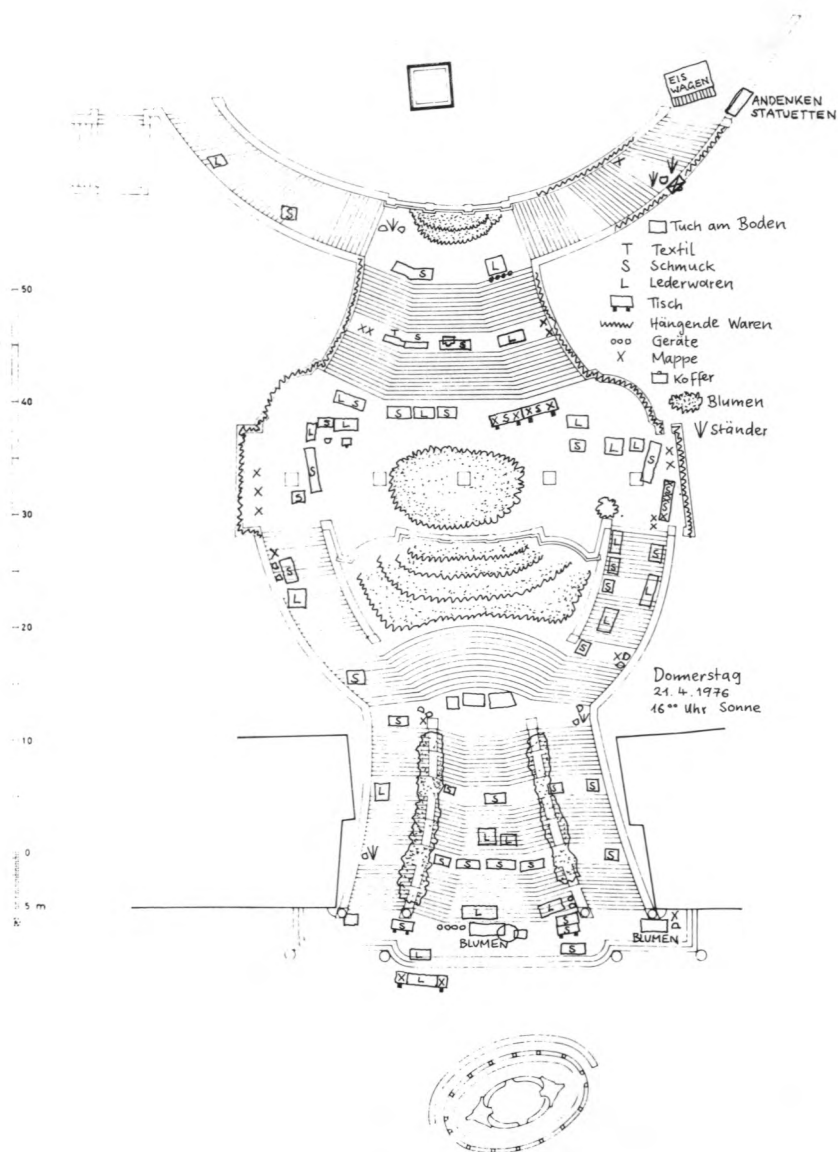 EIS
WAGEN
ANDENKEN
STATUETTEN
Tuch am Boden
T Textil
S Schmuck
L Lederwaren
Tisch
Hängende Waren
Geräte
X Mappe
Koffer
Blumen
Ständer
50
40
30
20
10
0
5 m
L
S
S
L
XX
T
S
S
L
X
X
L S
S
L
S
X S X X S X
L
S
L
L
L
S
L
S
S
L
L
S
S
X
X
X
X
X
S
X
S
L
L
S
S
L
S
L
S
X
S
Donnerstag
21.4.1976
16°° Uhr Sonne
S
X
L
S
S
S
S
L
L
S
S
S
S
S
L
L
S
S
S
X
BLUMEN
BLUMEN
L
S
X L X